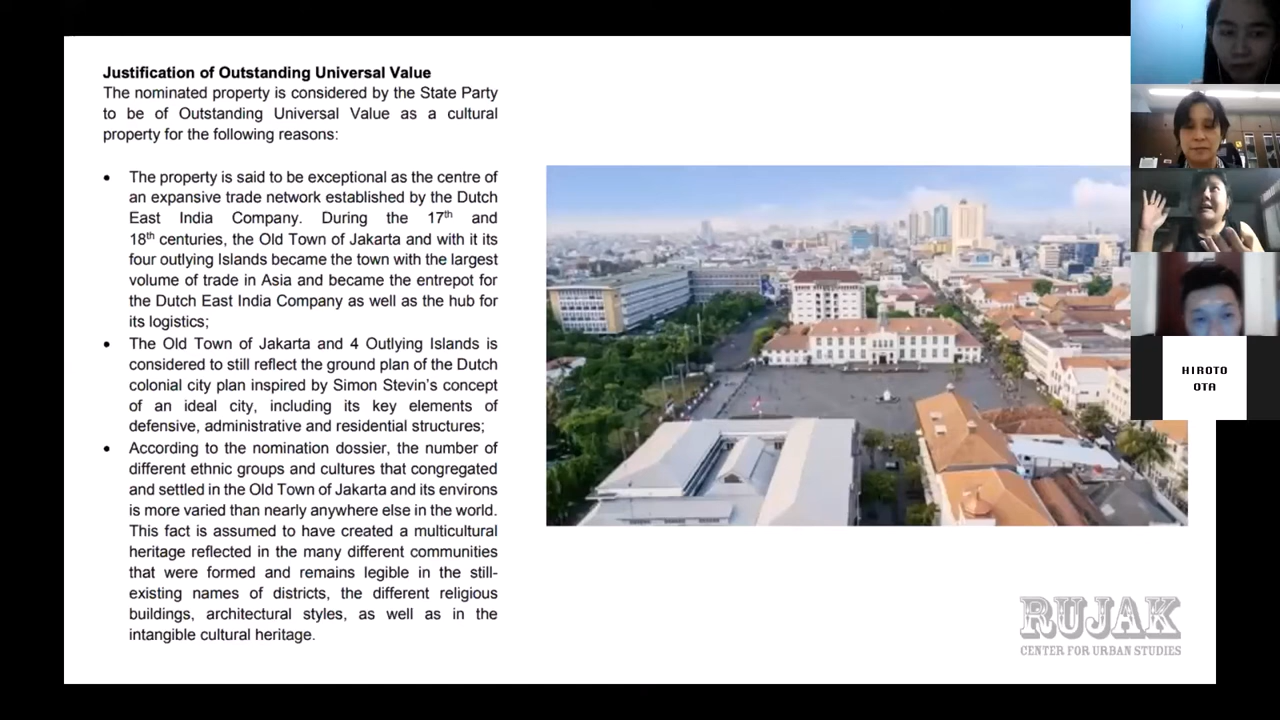 Justification of Outstanding Universal Value
The nominated property is considered by the State Party
to be of Outstanding Universal Value as a cultural
property for the following reasons:
• The property is said to be exceptional as the centre of
an expansive trade network established by the Dutch
East India Company. During the 17th and
18th centuries, the Old Town of Jakarta and with it its
four outlying Islands became the town with the largest
volume of trade in Asia and became the entrepot for
the Dutch East India Company as well as the hub for
its logistics;
• The Old Town of Jakarta and 4 Outlying Islands is
considered to still reflect the ground plan of the Dutch
colonial city plan inspired by Simon Stevin's concept
of an ideal city, including its key elements of
defensive, administrative and residential structures;
• According to the nomination dossier, the number of
different ethnic groups and cultures that congregated
and settled in the Old Town of Jakarta and its environs
is more varied than nearly anywhere else in the world.
This fact is assumed to have created a multicultural
heritage reflected in the many different communities
that were formed and remains legible in the still-
existing names of districts, the different religious
buildings, architectural styles, as well as in the
intangible cultural heritage.
HIROTO
OTA
RUJAK
CENTER FOR URBAN STUDIES